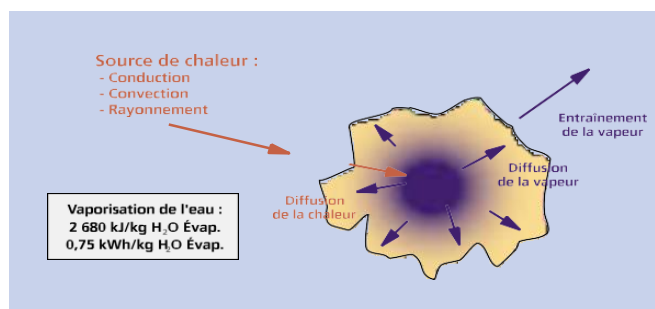 Source de chaleur :
- Conduction
- Convection
- Rayonnement
Entraînement
de la vapeur
Diffusion
de la vapeur
Diffusion
de la chaleur
Vaporisation de l'eau :
2 680 kJ/kg H₂O Évap.
0,75 kWh/kg H₂O Évap.